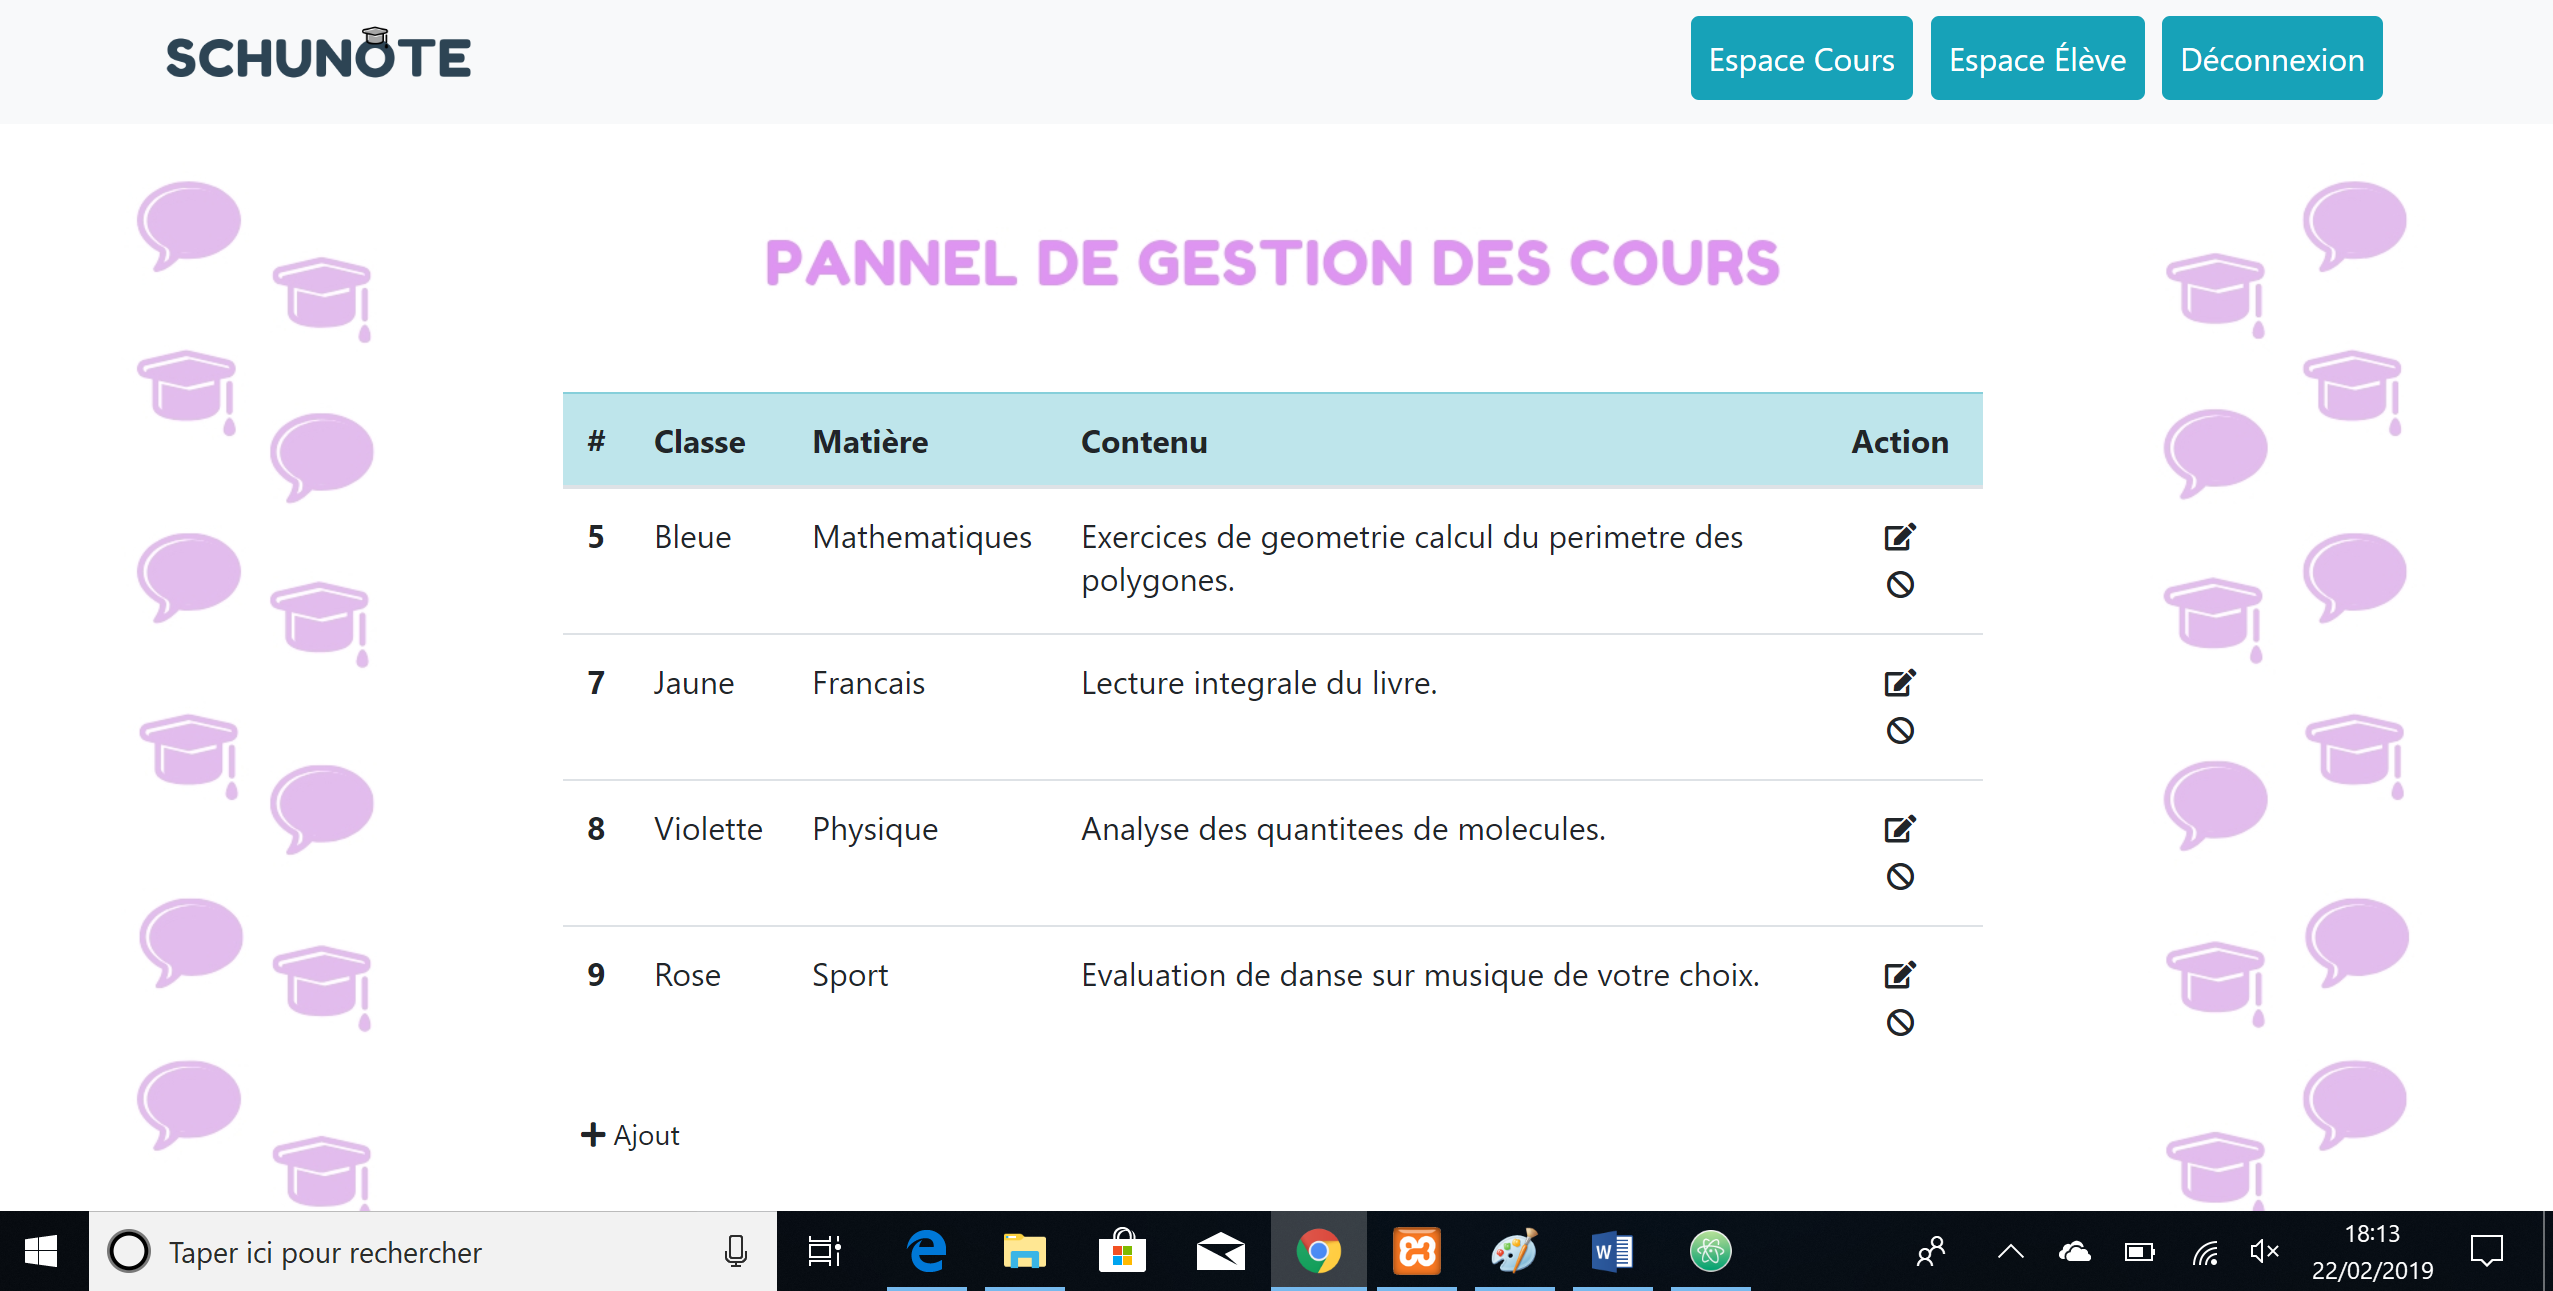 SCHUNOTE
Espace Cours
Espace Élève
Déconnexion
PANNEL DE GESTION DES COURS
# Classe Matière Contenu Action
5 Bleue Mathematiques Exercices de geometrie calcul du perimetre des
polygones.
7 Jaune Francais Lecture integrale du livre.
8 Violette Physique Analyse des quantitees de molecules.
9 Rose Sport Evaluation de danse sur musique de votre choix.
Ajout
Taper ici pour rechercher
18:13
22/02/2019